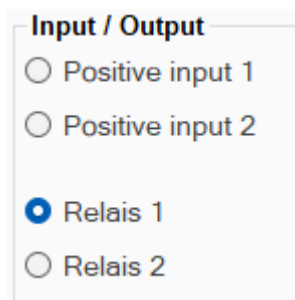 Input / Output
Positive input 1
Positive input 2
Relais 1
Relais 2